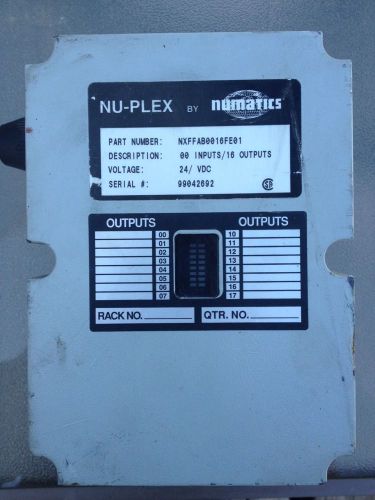 NU-PLEX BY numatics
PART NUMBER: NXFFAB0016FE01
DESCRIPTION: 00 INPUTS/16 OUTPUTS
VOLTAGE: 24/ VDC
SERIAL #: 99042692
OUTPUTS OUTPUTS
00 10
01 11
02 12
03 13
04 14
05 15
06 16
07 17
RACK NO. QTR. NO.